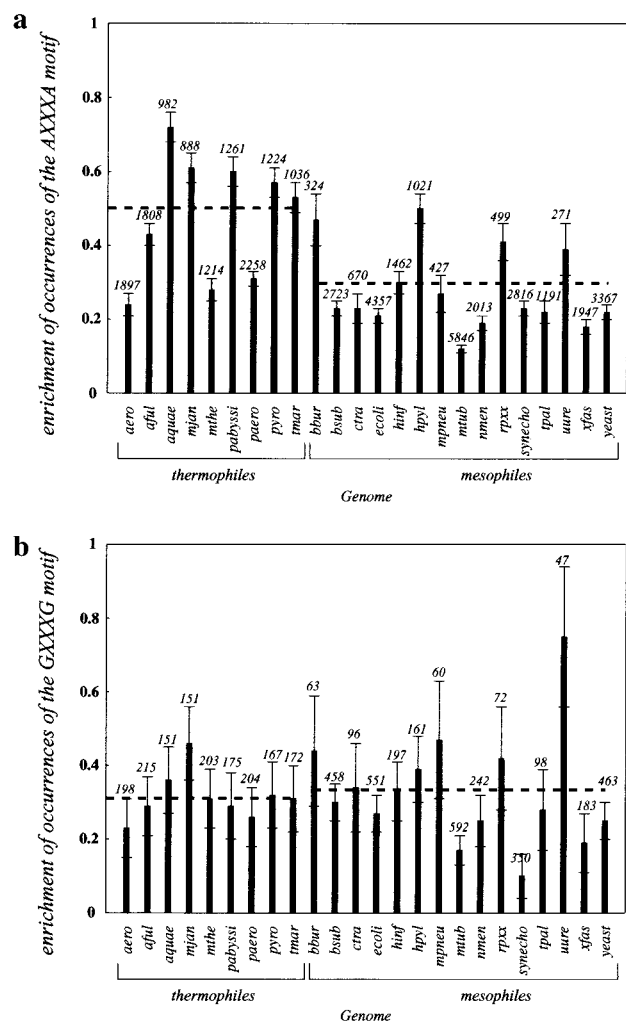 a
enrichment of occurrences of the AXXXA motif
1
0.8
0.6
0.4
0.2
0
1897
1808
982
888
1214
1261
2258
1224
1036
324
2723
670
4357
1462
1021
427
5846
2013
499
2816
1191
271
1947
3367
aero
aful
aquae
mjan
mthe
pabyssi
paero
pyro
tmar
bbur
bsub
ctra
ecoli
hinf
hpyl
mpneu
mtub
nmen
rpxx
synecho
tpal
uure
xfas
yeast
thermophiles
mesophiles
Genome
b
enrichment of occurrences of the GXXXG motif
1
0.8
0.6
0.4
0.2
0
198
215
151
151
203
175
204
167
172
63
458
96
551
197
161
60
592
242
72
350
98
47
183
463
aero
aful
aquae
mjan
mthe
pabyssi
paero
pyro
tmar
bbur
bsub
ctra
ecoli
hinf
hpyl
mpneu
mtub
nmen
rpxx
synecho
tpal
uure
xfas
yeast
thermophiles
mesophiles
Genome